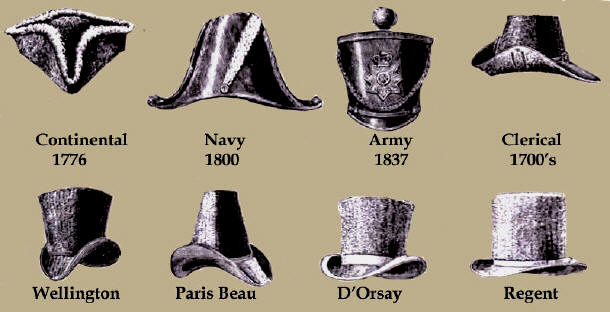 Continental Navy Army Clerical
1776 1800 1837 1700's
Wellington Paris Beau D'Orsay Regent